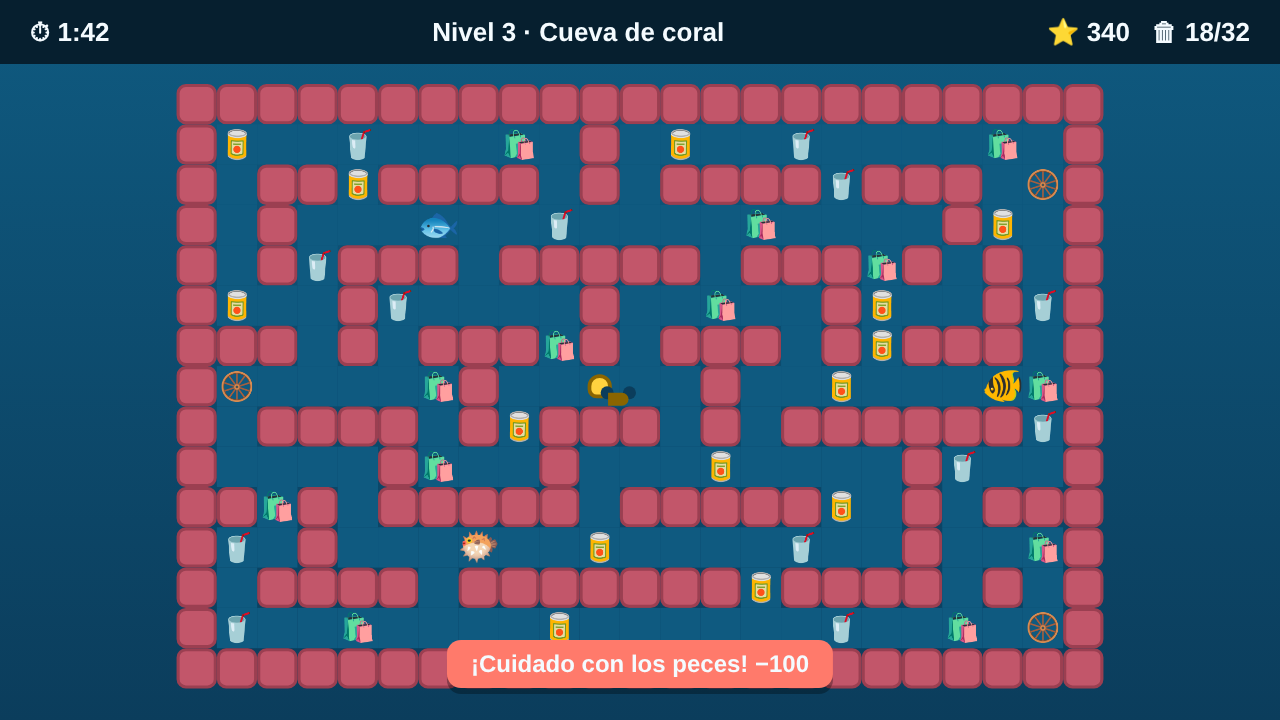 1:42
Nivel 3 · Cueva de coral
340
18/32
¡Cuidado con los peces! −100